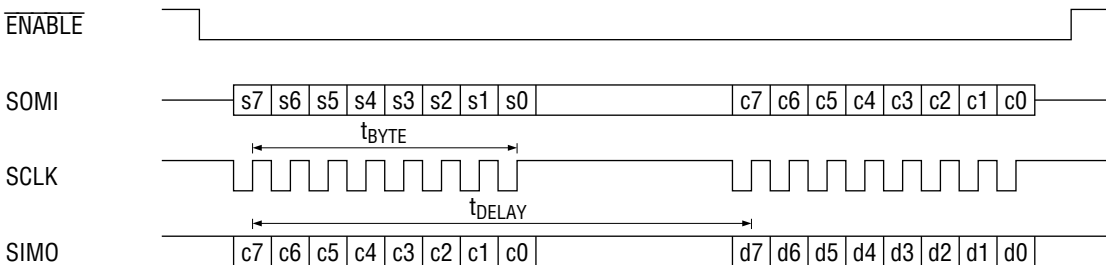 ENABLE
SOMI s7 s6 s5 s4 s3 s2 s1 s0 c7 c6 c5 c4 c3 c2 c1 c0
tBYTE
SCLK
tDELAY
SIMO c7 c6 c5 c4 c3 c2 c1 c0 d7 d6 d5 d4 d3 d2 d1 d0